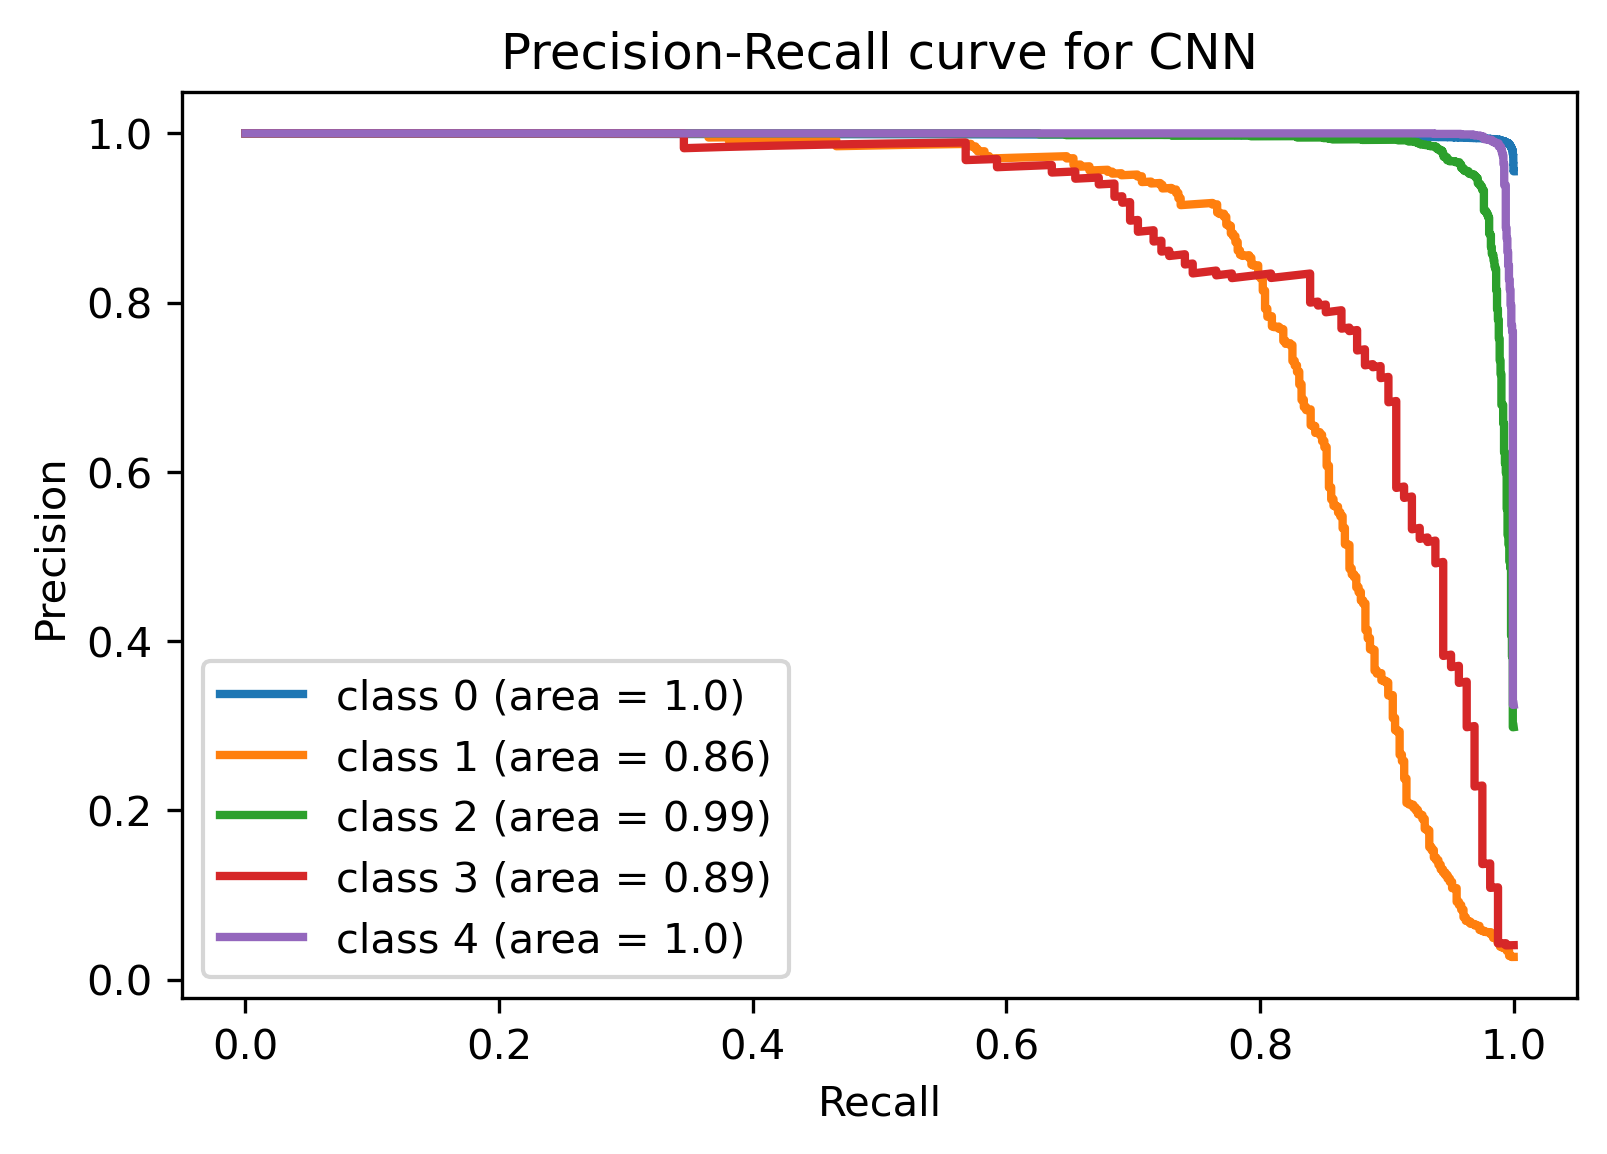 Precision-Recall curve for CNN
1.0
0.8
0.6
0.4
0.2
0.0
Precision
class 0 (area = 1.0)
class 1 (area = 0.86)
class 2 (area = 0.99)
class 3 (area = 0.89)
class 4 (area = 1.0)
0.0 0.2 0.4 0.6 0.8 1.0
Recall